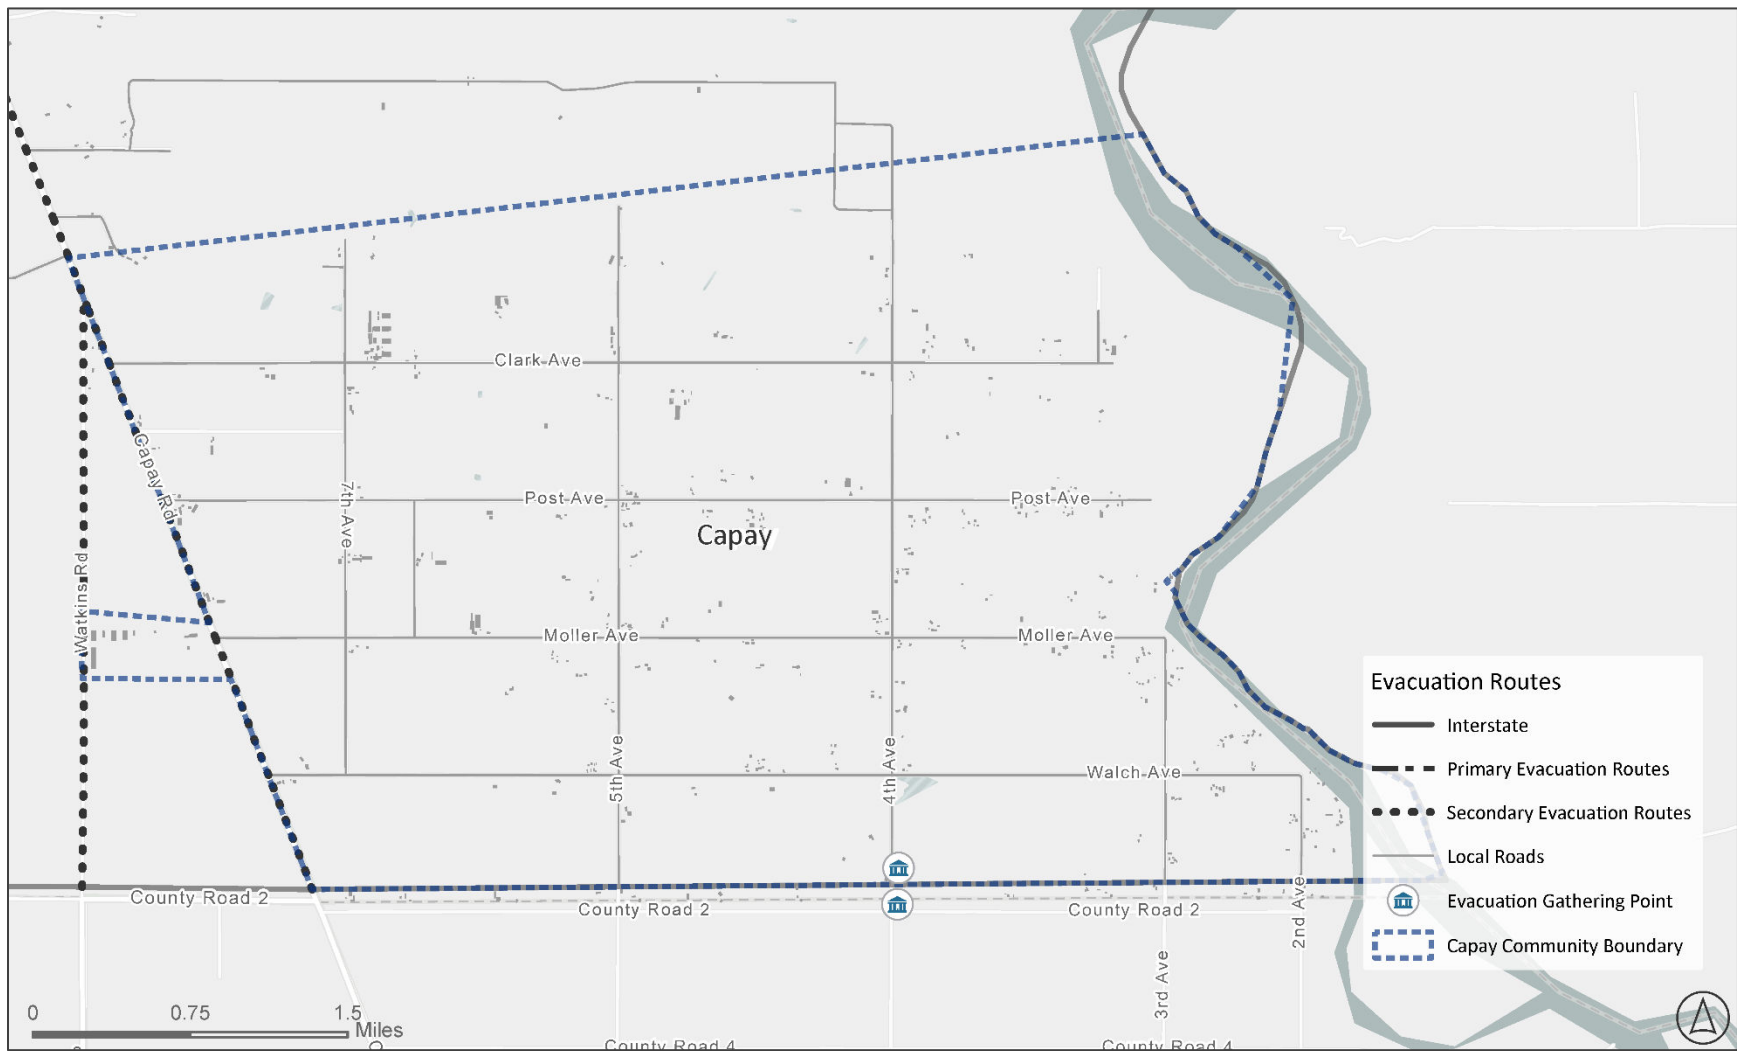 Clark Ave
Capay Rd
7th Ave
Post Ave
Post Ave
Capay
Watkins Rd
Moller Ave
Moller Ave
5th Ave
4th Ave
Walch Ave
County Road 2
County Road 2
County Road 2
2nd Ave
3rd Ave
County Road 4
County Road 4
Evacuation Routes
Interstate
Primary Evacuation Routes
Secondary Evacuation Routes
Local Roads
Evacuation Gathering Point
Capay Community Boundary
0 0.75 1.5
Miles